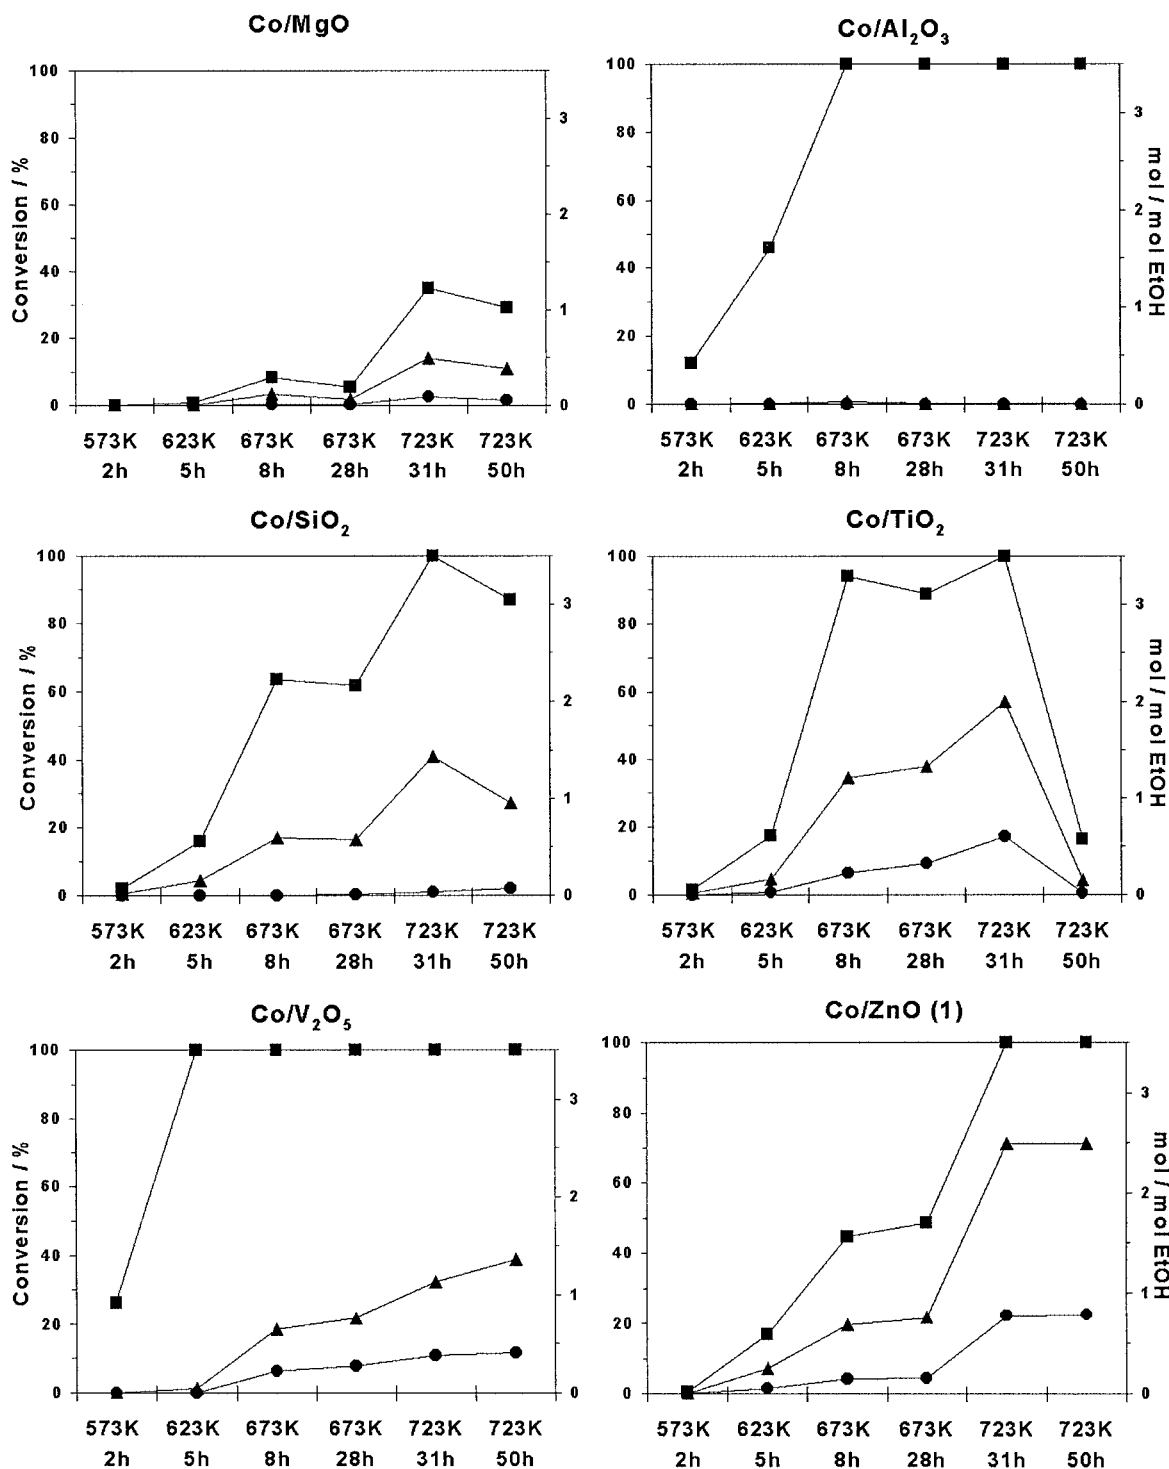 Co/MgO
100
80
60
40
20
0
Conversion / %
3
2
1
0
573K 623K 673K 673K 723K 723K
2h 5h 8h 28h 31h 50h
Co/Al₂O₃
100
80
60
40
20
0
3
2
1
0
mol / mol EtOH
573K 623K 673K 673K 723K 723K
2h 5h 8h 28h 31h 50h
Co/SiO₂
100
80
60
40
20
0
Conversion / %
3
2
1
0
573K 623K 673K 673K 723K 723K
2h 5h 8h 28h 31h 50h
Co/TiO₂
100
80
60
40
20
0
3
2
1
0
mol / mol EtOH
573K 623K 673K 673K 723K 723K
2h 5h 8h 28h 31h 50h
Co/V₂O₅
100
80
60
40
20
0
Conversion / %
3
2
1
0
573K 623K 673K 673K 723K 723K
2h 5h 8h 28h 31h 50h
Co/ZnO (1)
100
80
60
40
20
0
3
2
1
0
mol / mol EtOH
573K 623K 673K 673K 723K 723K
2h 5h 8h 28h 31h 50h